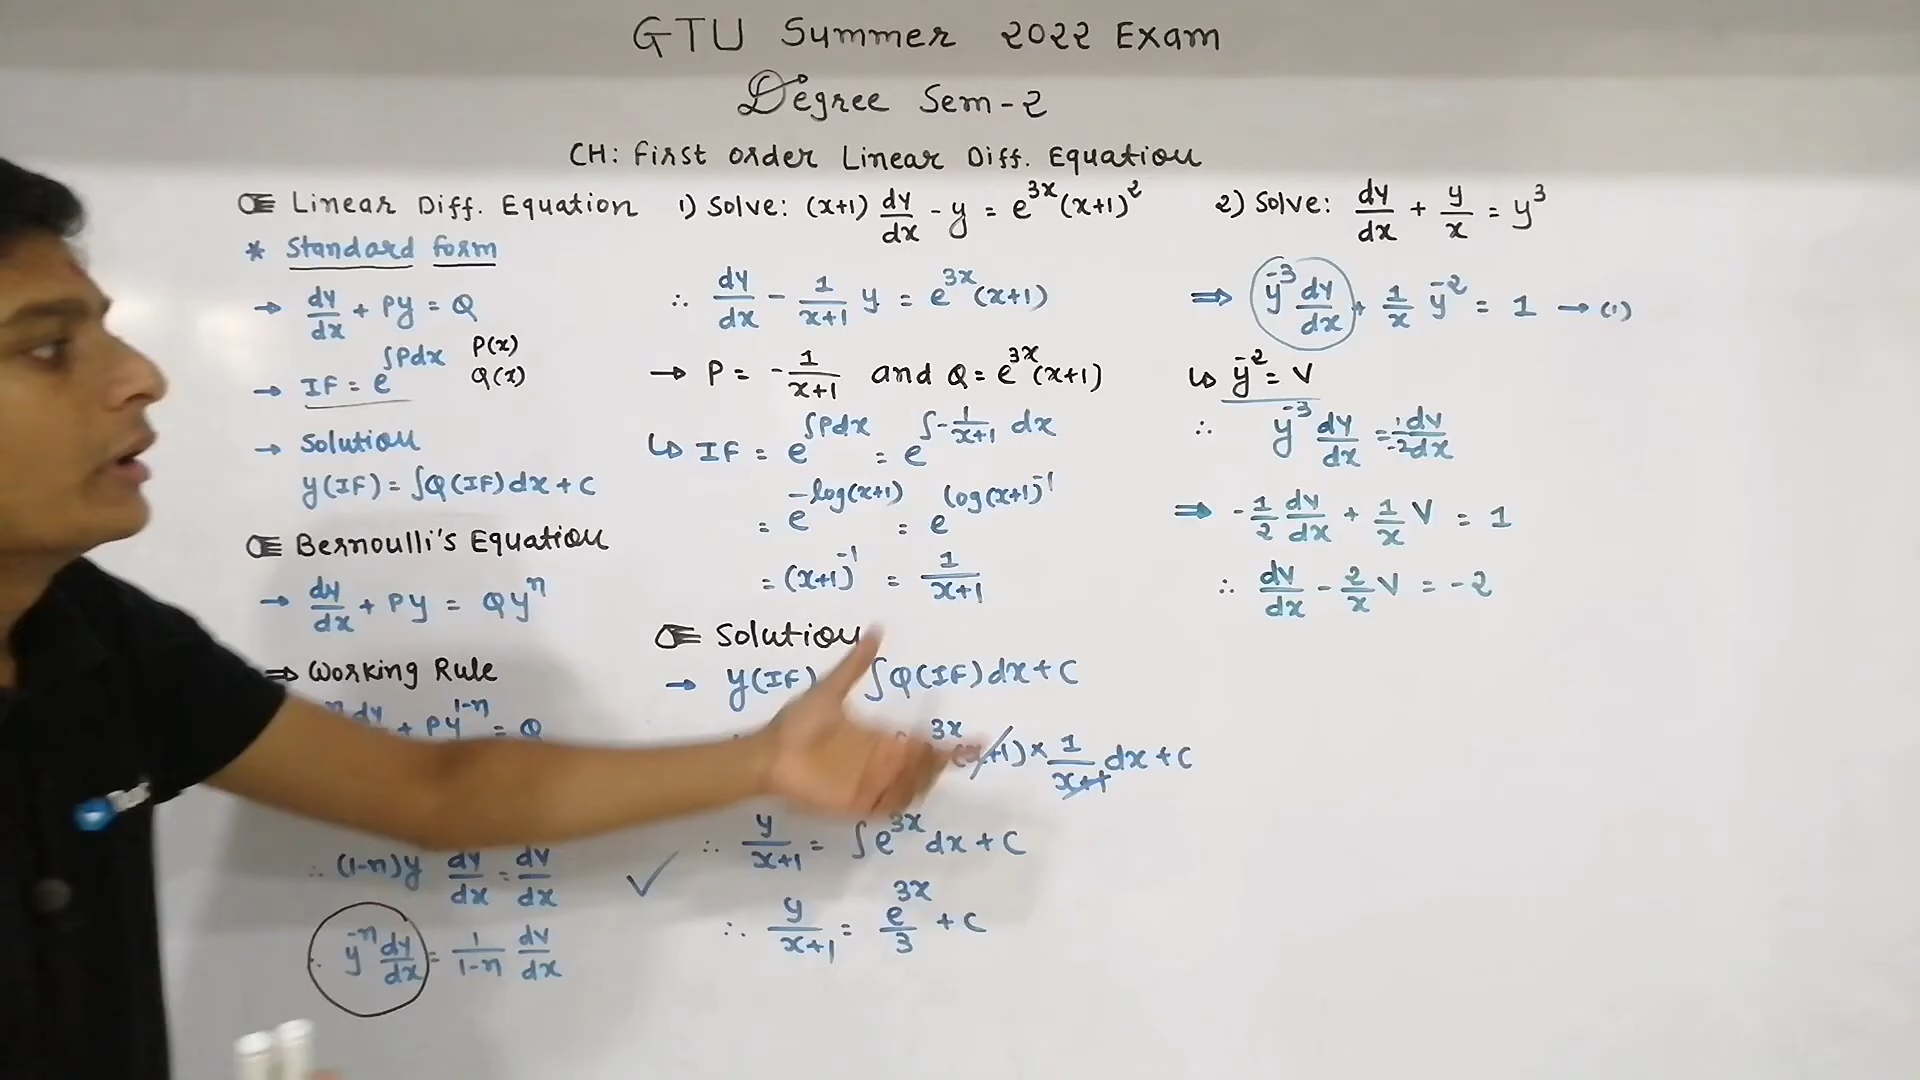 GTU Summer 2022 Exam
Degree Sem-2
CH: First order Linear Diff. Equation
Linear Diff. Equation
* Standard form
→ dy/dx + Py = Q
→ IF = e^∫Pdx P(x) Q(x)
→ Solution
y(IF) = ∫Q(IF)dx + C
Bernoulli's Equation
→ dy/dx + Py = Qy^n
⇒ Working Rule
dy + Py^1-n = Q
∴ (1-n)y dy/dx = dv/dx
y^-n dy/dx = 1/1-n dv/dx
1) Solve: (x+1) dy/dx - y = e^3x (x+1)^2
∴ dy/dx - 1/x+1 y = e^3x (x+1)
→ P = - 1/x+1 and Q = e^3x (x+1)
↳ IF = e^∫Pdx = e^∫-1/x+1 dx
= e^-log(x+1) = e^log(x+1)^-1
= (x+1)^-1 = 1/x+1
Solution
→ y(IF) ∫Q(IF)dx + C
3x (x+1) × 1/x+1 dx + C
∴ y/x+1 = ∫e^3x dx + C
✓
∴ y/x+1 = e^3x/3 + C
2) Solve: dy/dx + y/x = y^3
⇒ y^-3 dy/dx + 1/x y^-2 = 1 → (1)
↳ y^-2 = v
∴ y^-3 dy/dx = 1/-2 dv/dx
⇒ -1/2 dv/dx + 1/x v = 1
∴ dv/dx - 2/x v = -2